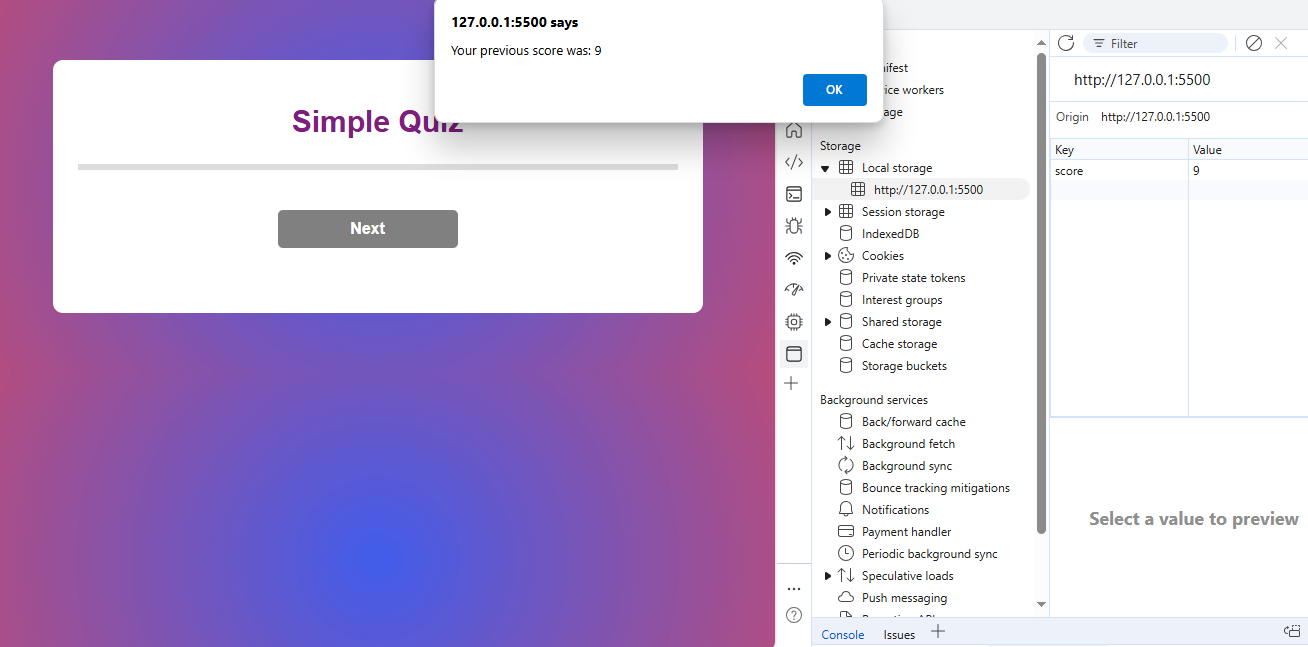 127.0.0.1:5500 says
Your previous score was: 9
OK
Simple Quiz
Next
ifest
ice workers
age
Storage
Local storage
http://127.0.0.1:5500
Session storage
IndexedDB
Cookies
Private state tokens
Interest groups
Shared storage
Cache storage
Storage buckets
Background services
Back/forward cache
Background fetch
Background sync
Bounce tracking mitigations
Notifications
Payment handler
Periodic background sync
Speculative loads
Push messaging
Filter
http://127.0.0.1:5500
Origin http://127.0.0.1:5500
Key Value
score 9
Select a value to preview
Console Issues